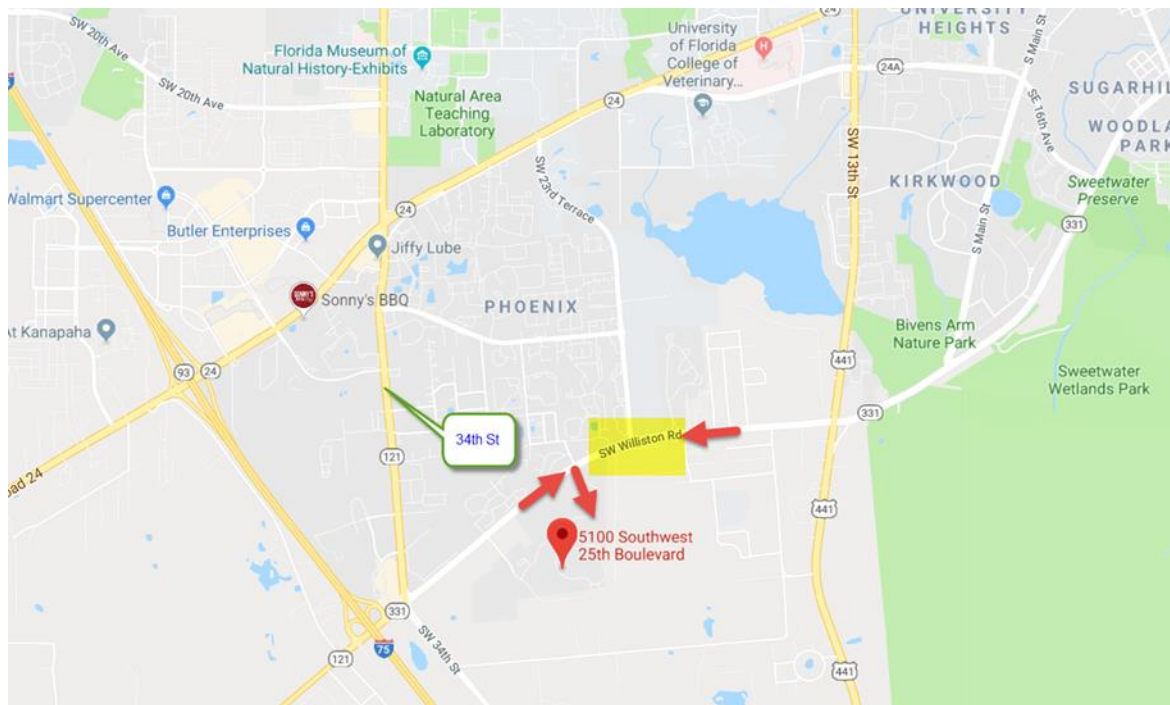 24
UNIVERSITY
HEIGHTS
SW 20th Ave
Florida Museum of
Natural History-Exhibits
University
of Florida
College of
Veterinary...
H
S Main St
24A
SW 20th Ave
Natural Area
Teaching
Laboratory
24
SUGARHIL
SE 16th Ave
WOODLA
PARK
SW 13th St
SW 23rd Terrace
KIRKWOOD
Sweetwater
Preserve
Walmart Supercenter
24
331
Butler Enterprises
S Main St
Jiffy Lube
SONNY'S
Sonny's BBQ
PHOENIX
At Kanapaha
Bivens Arm
Nature Park
441
93
24
Sweetwater
Wetlands Park
331
34th St
SW Williston Rd
121
oad 24
441
5100 Southwest
25th Boulevard
331
SW 34th St
75
121
441